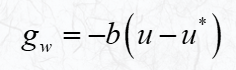 g_w = −b(u − u^*)